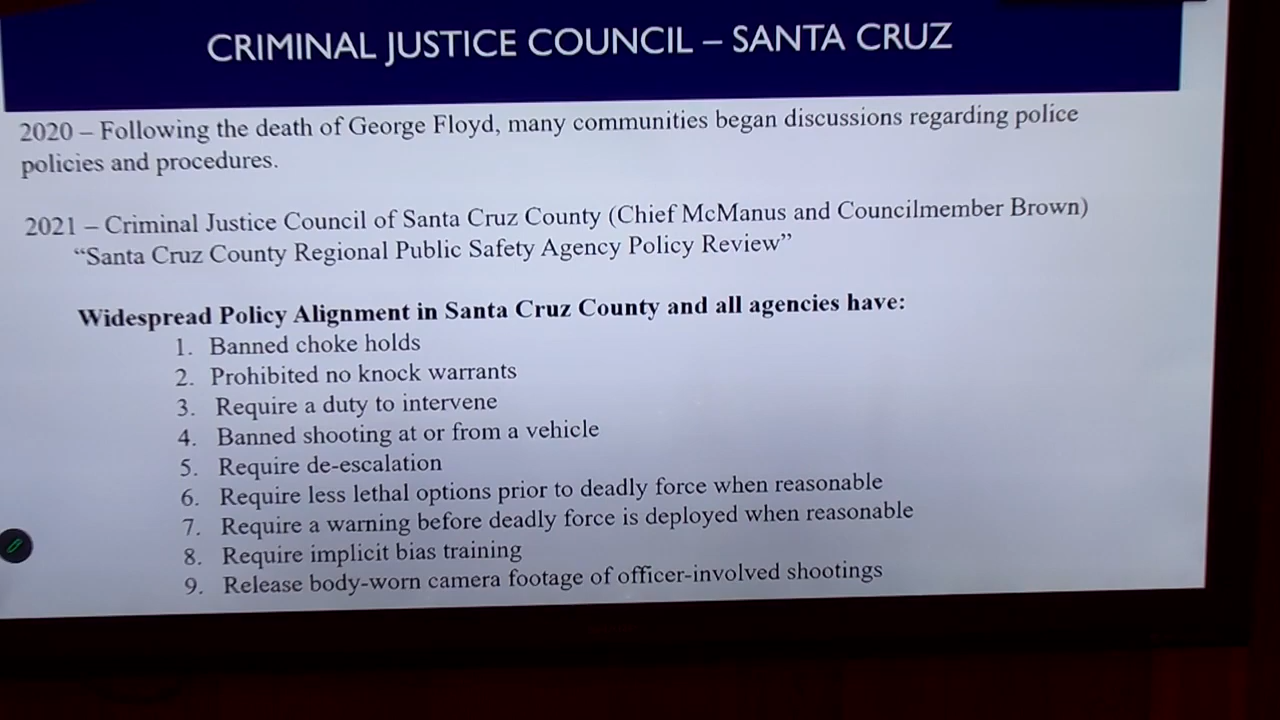 CRIMINAL JUSTICE COUNCIL – SANTA CRUZ
2020 – Following the death of George Floyd, many communities began discussions regarding police
policies and procedures.
2021 – Criminal Justice Council of Santa Cruz County (Chief McManus and Councilmember Brown)
“Santa Cruz County Regional Public Safety Agency Policy Review”
Widespread Policy Alignment in Santa Cruz County and all agencies have:
1. Banned choke holds
2. Prohibited no knock warrants
3. Require a duty to intervene
4. Banned shooting at or from a vehicle
5. Require de-escalation
6. Require less lethal options prior to deadly force when reasonable
7. Require a warning before deadly force is deployed when reasonable
8. Require implicit bias training
9. Release body-worn camera footage of officer-involved shootings